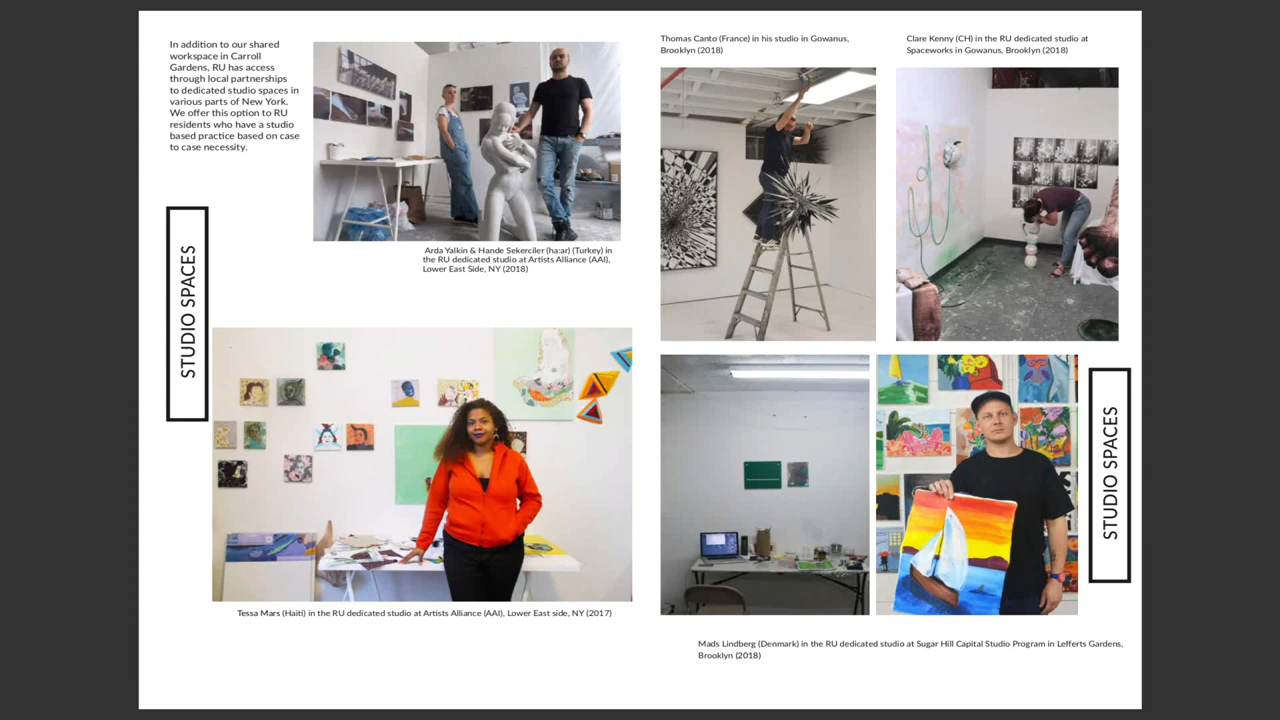 In addition to our shared
workspace in Carroll
Gardens, RU has access
through local partnerships
to dedicated studio spaces in
various parts of New York.
We offer this option to RU
residents who have a studio
based practice based on case
to case necessity.
STUDIO SPACES
Arda Yalkin & Hande Sekerciler (ha:ar) (Turkey) in
the RU dedicated studio at Artists Alliance (AAI),
Lower East Side, NY (2018)
Tessa Mars (Haiti) in the RU dedicated studio at Artists Alliance (AAI), Lower East side, NY (2017)
Thomas Canto (France) in his studio in Gowanus,
Brooklyn (2018)
Clare Kenny (CH) in the RU dedicated studio at
Spaceworks in Gowanus, Brooklyn (2018)
STUDIO SPACES
Mads Lindberg (Denmark) in the RU dedicated studio at Sugar Hill Capital Studio Program in Lefferts Gardens,
Brooklyn (2018)